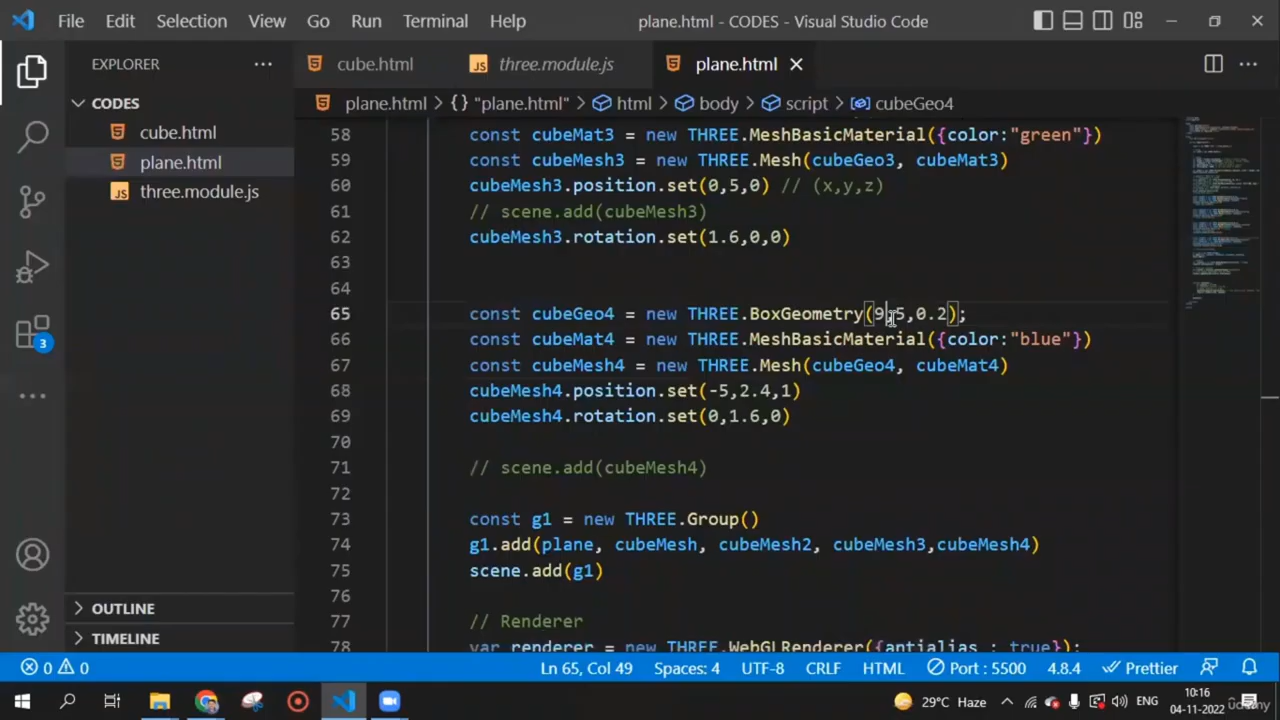 File Edit Selection View Go Run Terminal Help plane.html - CODES - Visual Studio Code
EXPLORER
cube.html
three.module.js
plane.html
CODES
cube.html
plane.html
three.module.js
3
OUTLINE
TIMELINE
plane.html > {} "plane.html" > html > body > script > cubeGeo4
58 const cubeMat3 = new THREE.MeshBasicMaterial({color:"green"})
59 const cubeMesh3 = new THREE.Mesh(cubeGeo3, cubeMat3)
60 cubeMesh3.position.set(0,5,0) // (x,y,z)
61 // scene.add(cubeMesh3)
62 cubeMesh3.rotation.set(1.6,0,0)
63
64
65 const cubeGeo4 = new THREE.BoxGeometry(9,5,0.2);
66 const cubeMat4 = new THREE.MeshBasicMaterial({color:"blue"})
67 const cubeMesh4 = new THREE.Mesh(cubeGeo4, cubeMat4)
68 cubeMesh4.position.set(-5,2.4,1)
69 cubeMesh4.rotation.set(0,1.6,0)
70
71 // scene.add(cubeMesh4)
72
73 const g1 = new THREE.Group()
74 g1.add(plane, cubeMesh, cubeMesh2, cubeMesh3,cubeMesh4)
75 scene.add(g1)
76
77 // Renderer
78 var renderer = new THREE.WebGLRenderer({antialias : true});
0 0 Ln 65, Col 49 Spaces: 4 UTF-8 CRLF HTML Port : 5500 4.8.4 Prettier
29°C Haze ENG 10:16
04-11-2022
udemy